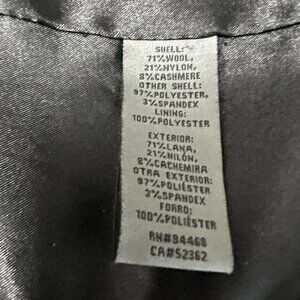 SHELL:
71%WOOL,
21%NYLON,
8%CASHMERE
OTHER SHELL:
97%POLYESTER,
3%SPANDEX
LINING:
100%POLYESTER
EXTERIOR:
71%LANA,
21%NILÓN,
8%CACHEMIRA
OTRA EXTERIOR:
97%POLIÉSTER
3%SPANDEX
FORRO:
100%POLIÉSTER
RN#94468
CA#52362